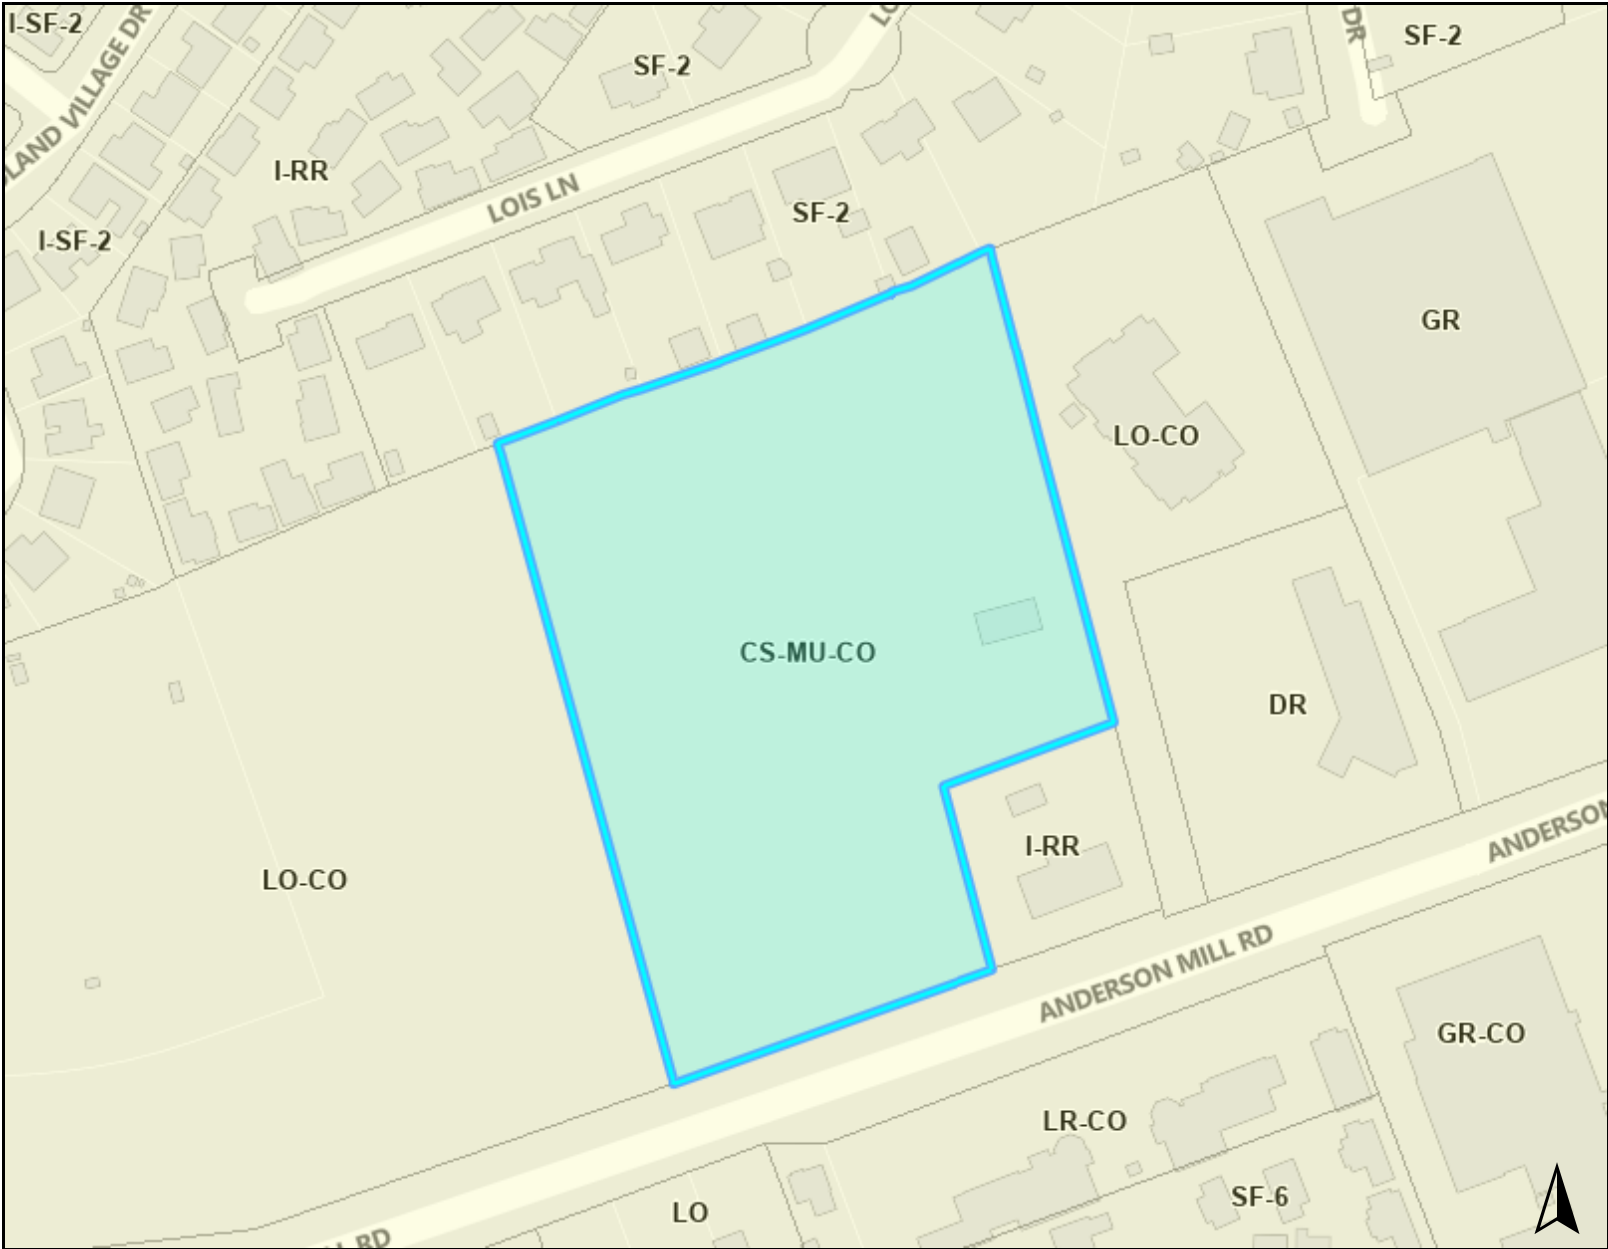 I-SF-2
LAND VILLAGE DR
SF-2
LO
DR
SF-2
I-RR
LOIS LN
SF-2
I-SF-2
GR
LO-CO
CS-MU-CO
DR
I-RR
ANDERSON
LO-CO
ANDERSON MILL RD
GR-CO
LR-CO
SF-6
LO
RD